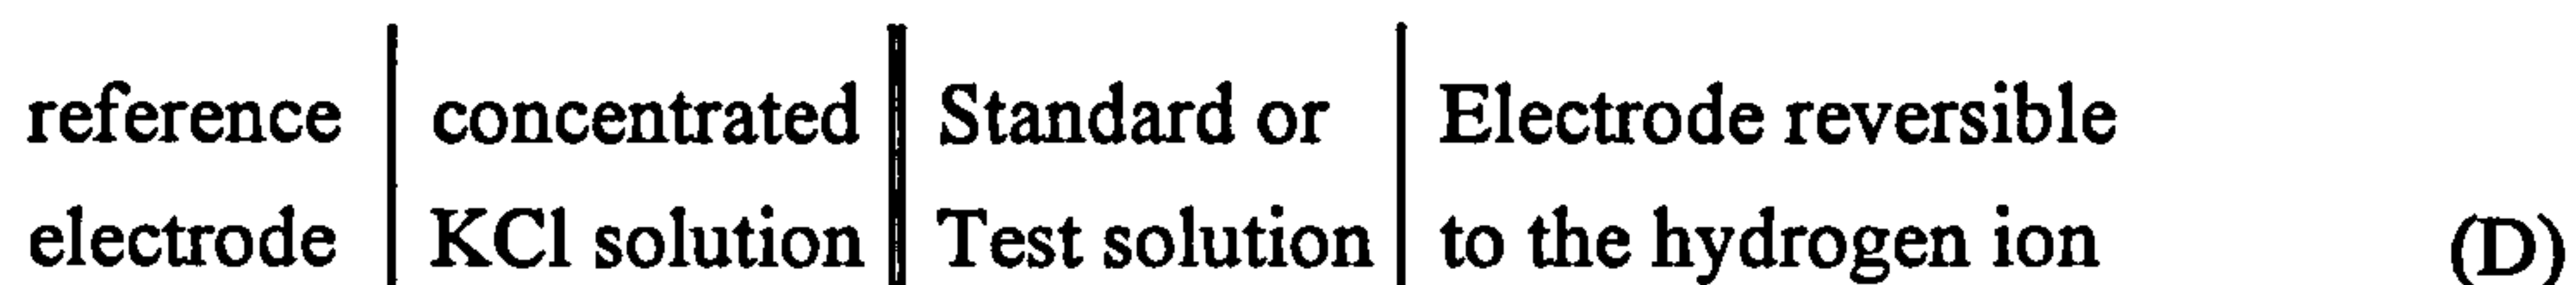 reference | concentrated || Standard or | Electrode reversible
electrode | KCl solution || Test solution | to the hydrogen ion (D)